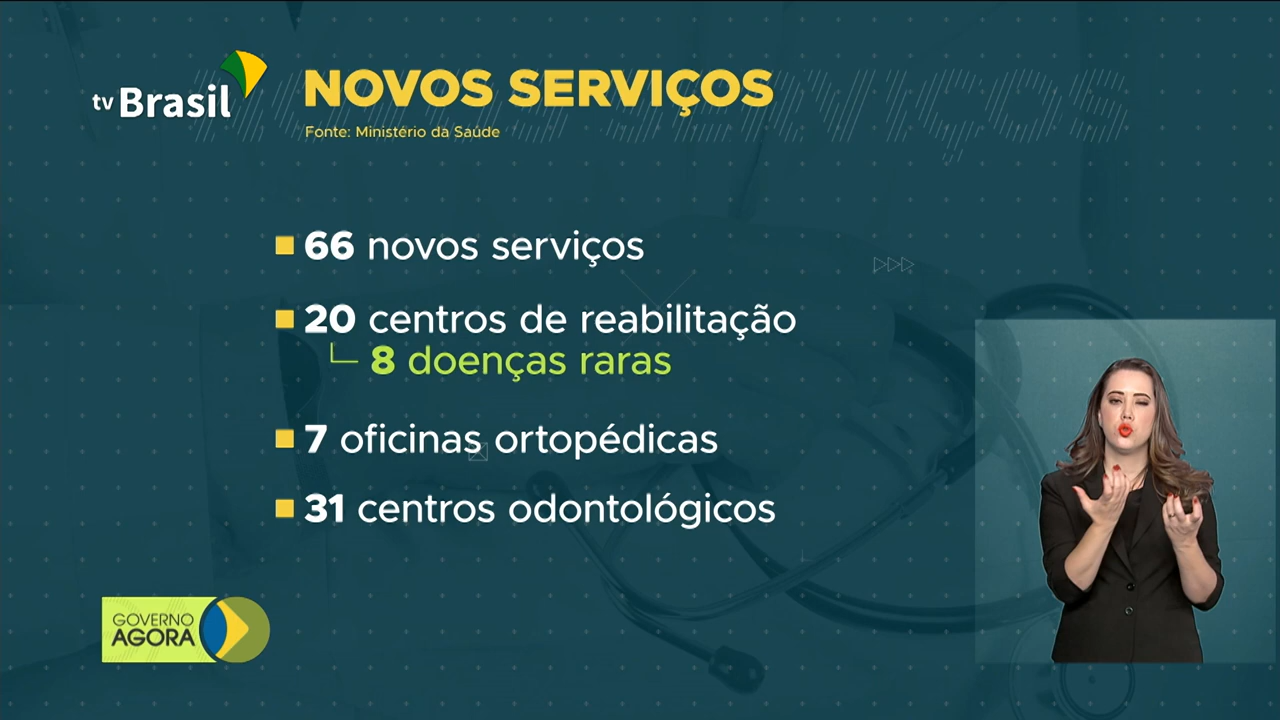 tv Brasil
NOVOS SERVIÇOS
Fonte: Ministério da Saúde
66 novos serviços
20 centros de reabilitação
8 doenças raras
7 oficinas ortopédicas
31 centros odontológicos
GOVERNO
AGORA